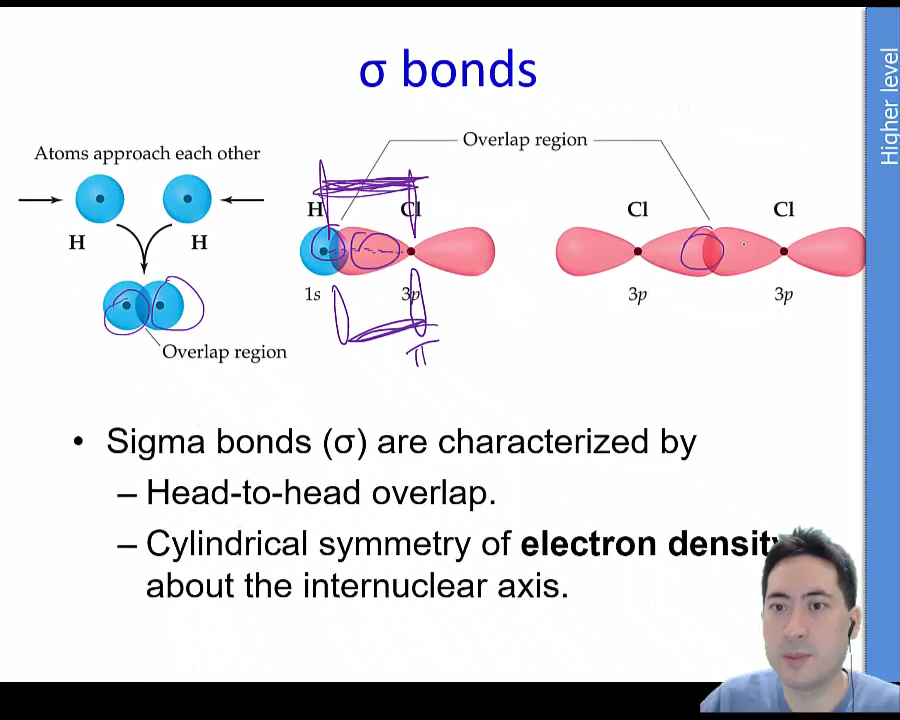 σ bonds
Higher level
Atoms approach each other
Overlap region
H
Cl
Cl
Cl
H
H
1s
3p
3p
3p
π
Overlap region
• Sigma bonds (σ) are characterized by
– Head-to-head overlap.
– Cylindrical symmetry of electron density
about the internuclear axis.